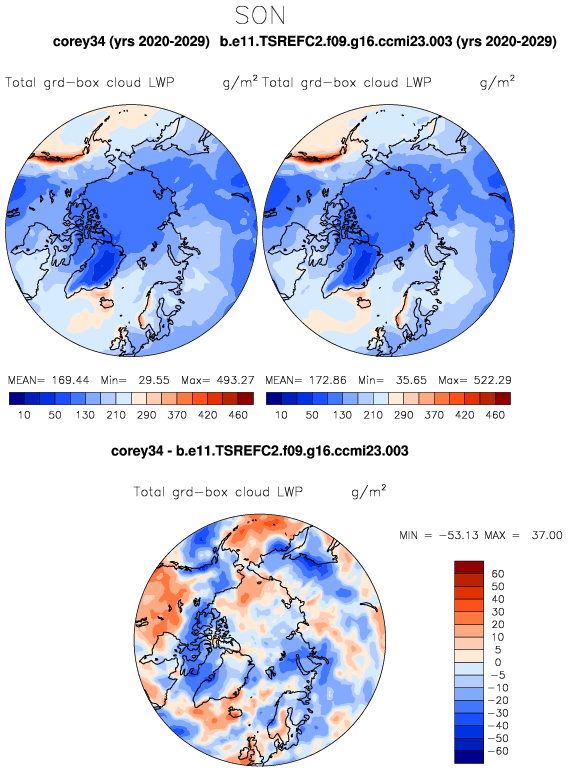 SON
corey34 (yrs 2020-2029) b.e11.TSREFC2.f09.g16.ccmi23.003 (yrs 2020-2029)
Total grd-box cloud LWP g/m² Total grd-box cloud LWP g/m²
MEAN= 169.44 Min= 29.55 Max= 493.27 MEAN= 172.86 Min= 35.65 Max= 522.29
10 50 130 210 290 370 420 460 10 50 130 210 290 370 420 460
corey34 - b.e11.TSREFC2.f09.g16.ccmi23.003
Total grd-box cloud LWP g/m²
MIN = -53.13 MAX = 37.00
60
50
40
30
20
10
5
0
-5
-10
-20
-30
-40
-50
-60